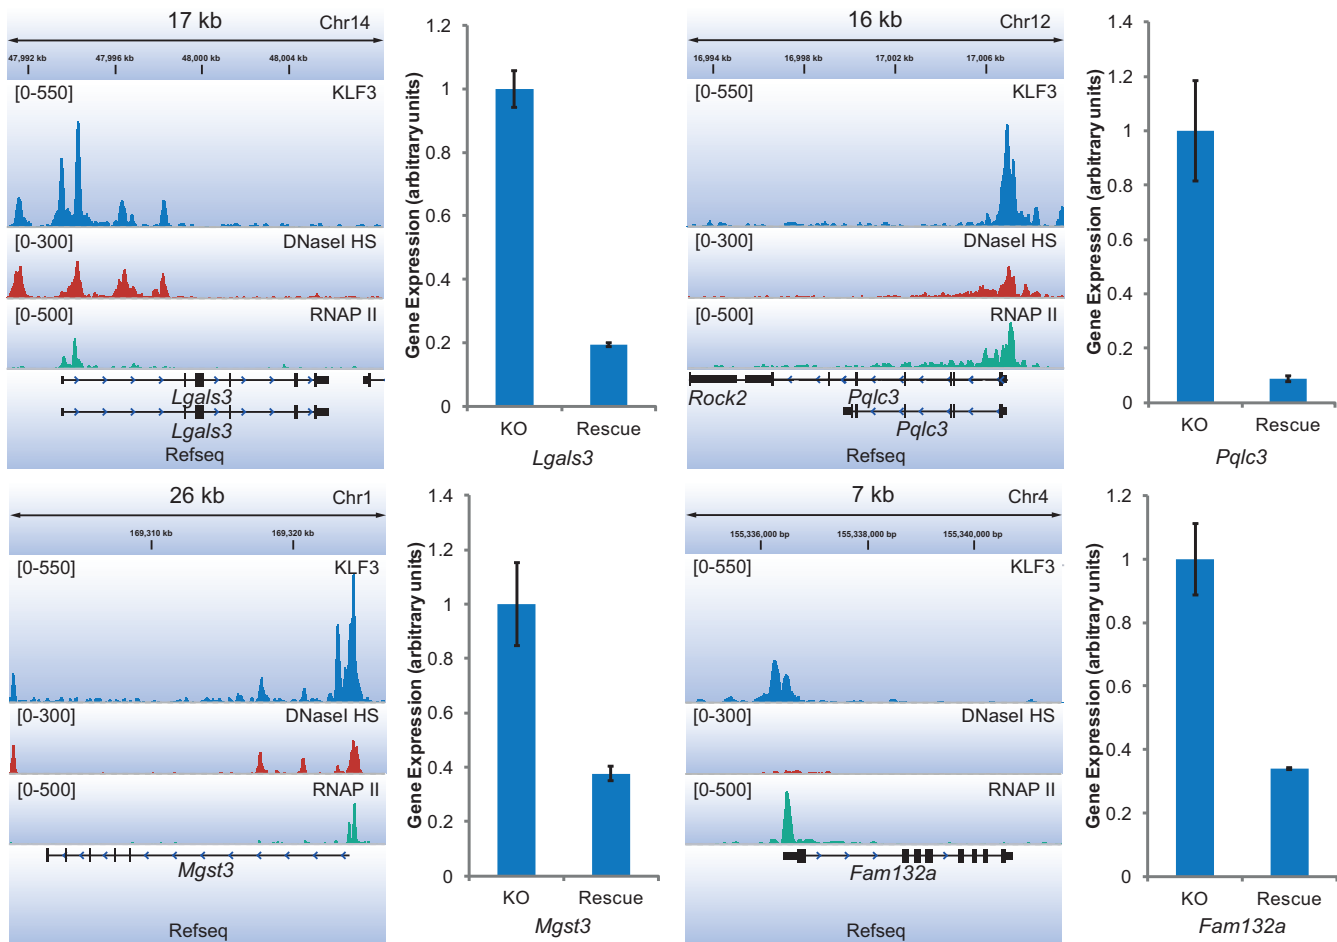 17 kb
Chr14
47,992 kb 47,996 kb 48,000 kb 48,004 kb
[0-550] KLF3
[0-300] DNaseI HS
[0-500] RNAP II
Lgals3
Lgals3
Refseq
Gene Expression (arbitrary units)
1.2
1
0.8
0.6
0.4
0.2
0
KO Rescue
Lgals3
16 kb
Chr12
16,994 kb 16,998 kb 17,002 kb 17,006 kb
[0-550] KLF3
[0-300] DNaseI HS
[0-500] RNAP II
Rock2 Pqlc3
Pqlc3
Refseq
Gene Expression (arbitrary units)
1.4
1.2
1
0.8
0.6
0.4
0.2
0
KO Rescue
Pqlc3
26 kb
Chr1
169,310 kb 169,320 kb
[0-550] KLF3
[0-300] DNaseI HS
[0-500] RNAP II
Mgst3
Refseq
Gene Expression (arbitrary units)
1.4
1.2
1
0.8
0.6
0.4
0.2
0
KO Rescue
Mgst3
7 kb
Chr4
155,336,000 bp 155,338,000 bp 155,340,000 bp
[0-550] KLF3
[0-300] DNaseI HS
[0-500] RNAP II
Fam132a
Refseq
Gene Expression (arbitrary units)
1.2
1
0.8
0.6
0.4
0.2
0
KO Rescue
Fam132a